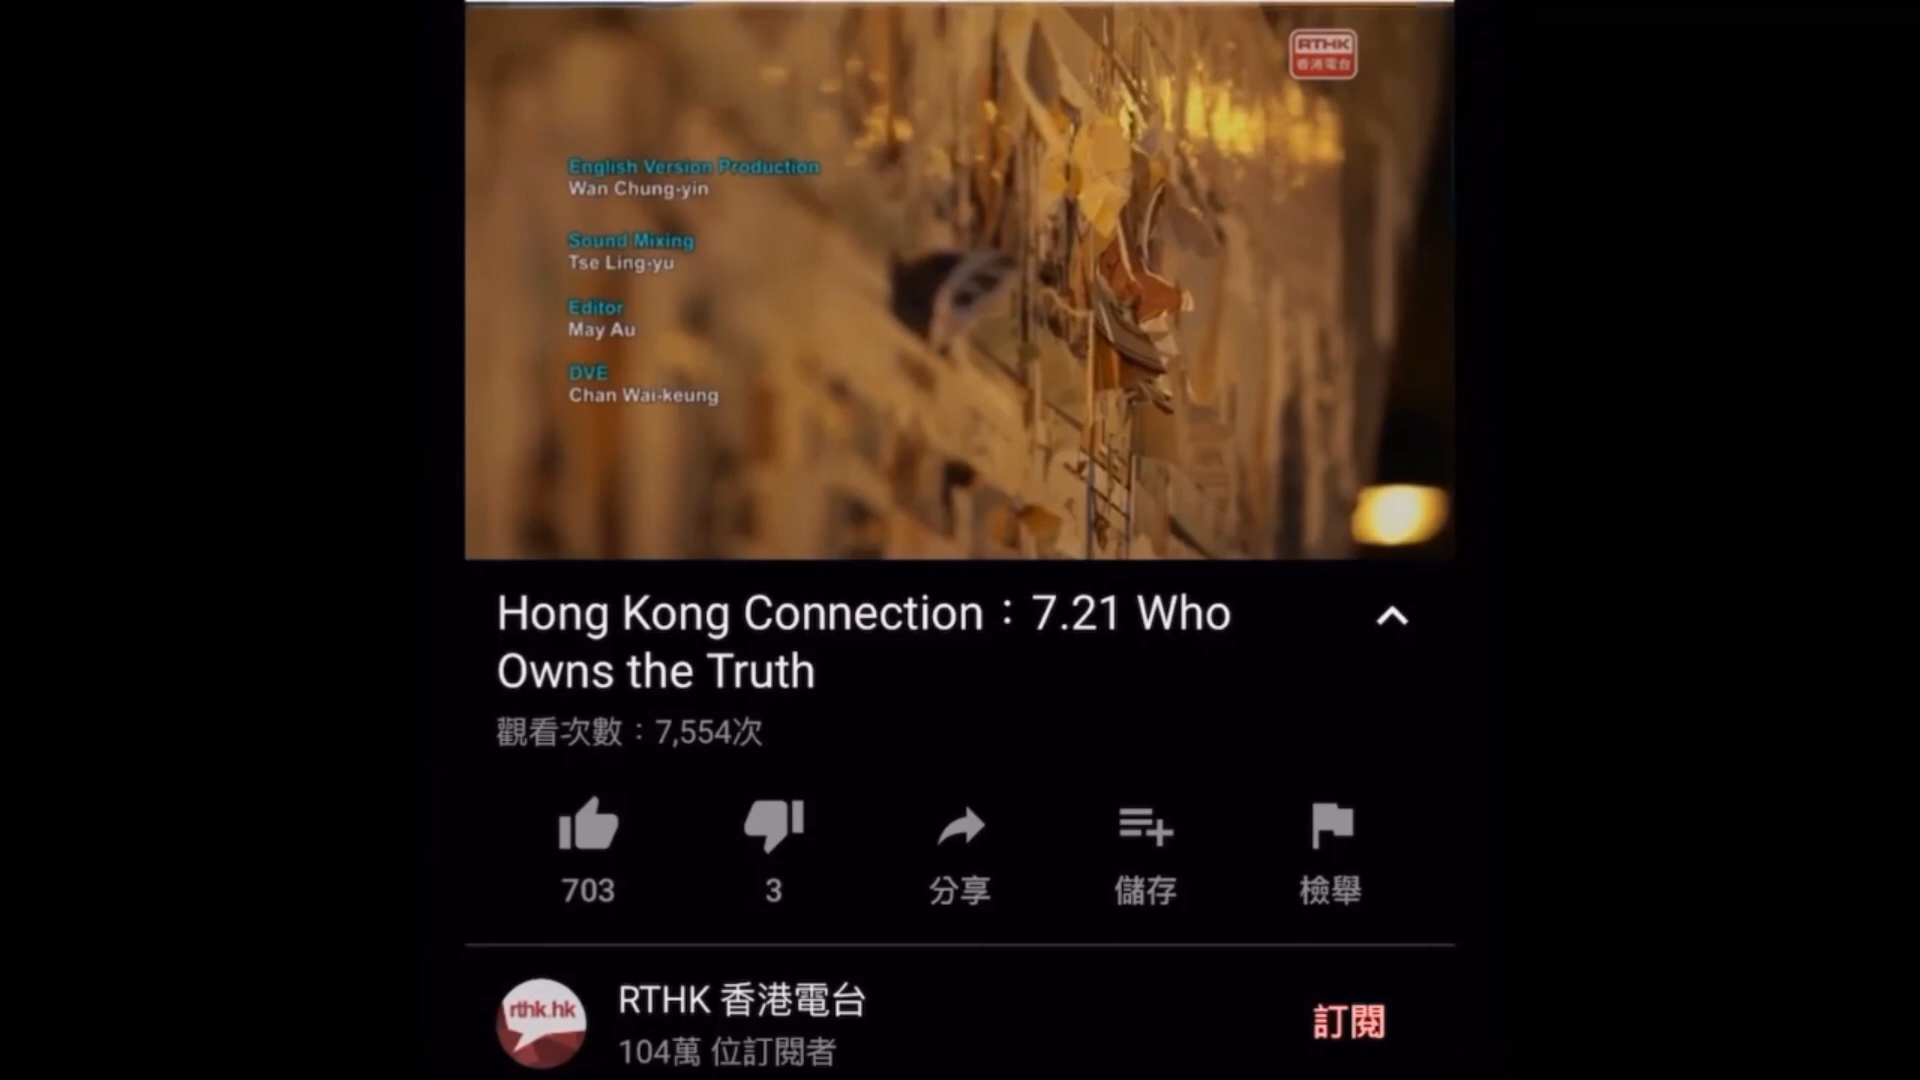 RTHK
香港電台
English Version Production
Wan Chung-yin
Sound Mixing
Tse Ling-yu
Editor
May Au
DVE
Chan Wai-keung
Hong Kong Connection：7.21 Who
Owns the Truth
觀看次數：7,554次
703
3
分享
儲存
檢舉
rthk.hk
RTHK 香港電台
104萬 位訂閱者
訂閱